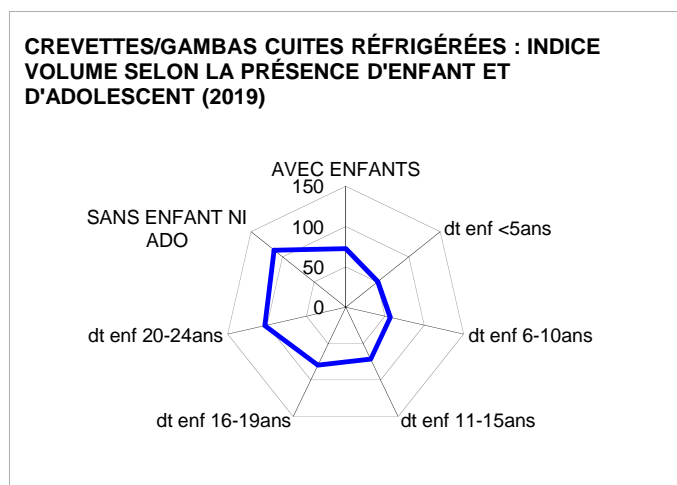 CREVETTES/GAMBAS CUITES RÉFRIGÉRÉES : INDICE
VOLUME SELON LA PRÉSENCE D'ENFANT ET
D'ADOLESCENT (2019)
AVEC ENFANTS
150
SANS ENFANT NI
ADO
100
dt enf <5ans
50
0
dt enf 20-24ans
dt enf 6-10ans
dt enf 16-19ans
dt enf 11-15ans